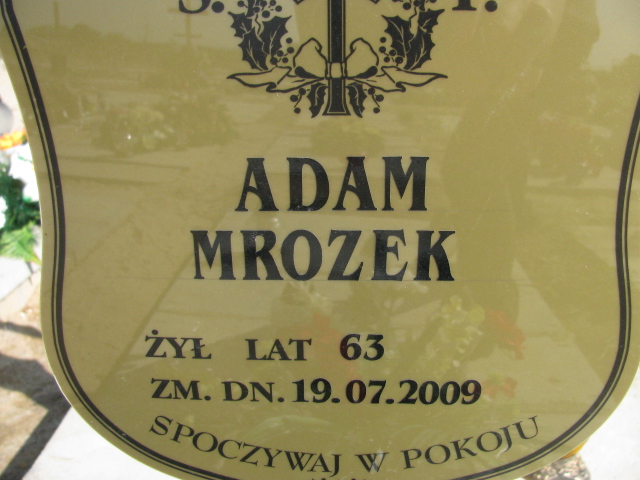 Ś. P.
ADAM
MROZEK
ŻYŁ LAT 63
ZM. DN. 19.07.2009
SPOCZYWAJ W POKOJU